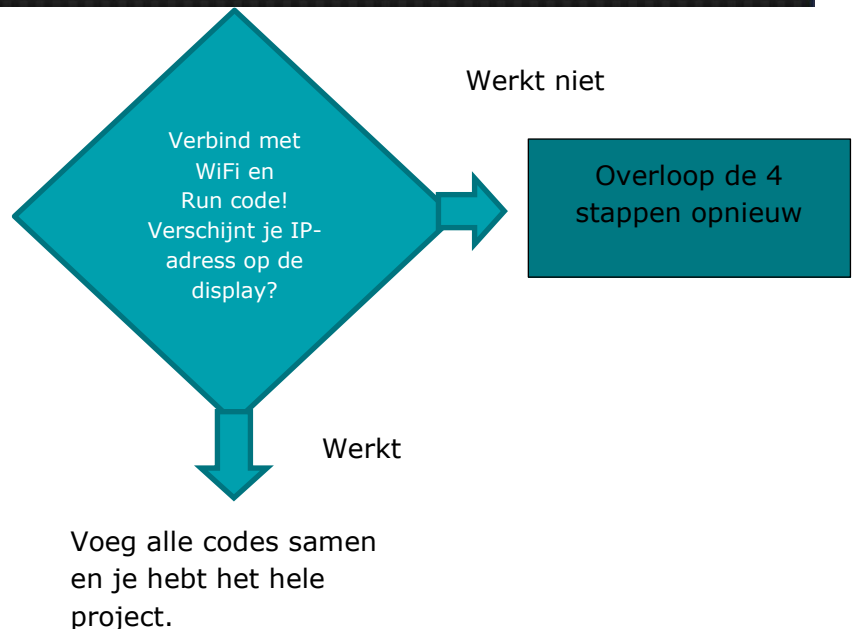 Verbind met
WiFi en
Run code!
Verschijnt je IP-
adress op de
display?
Werkt niet
Overloop de 4
stappen opnieuw
Werkt
Voeg alle codes samen
en je hebt het hele
project.